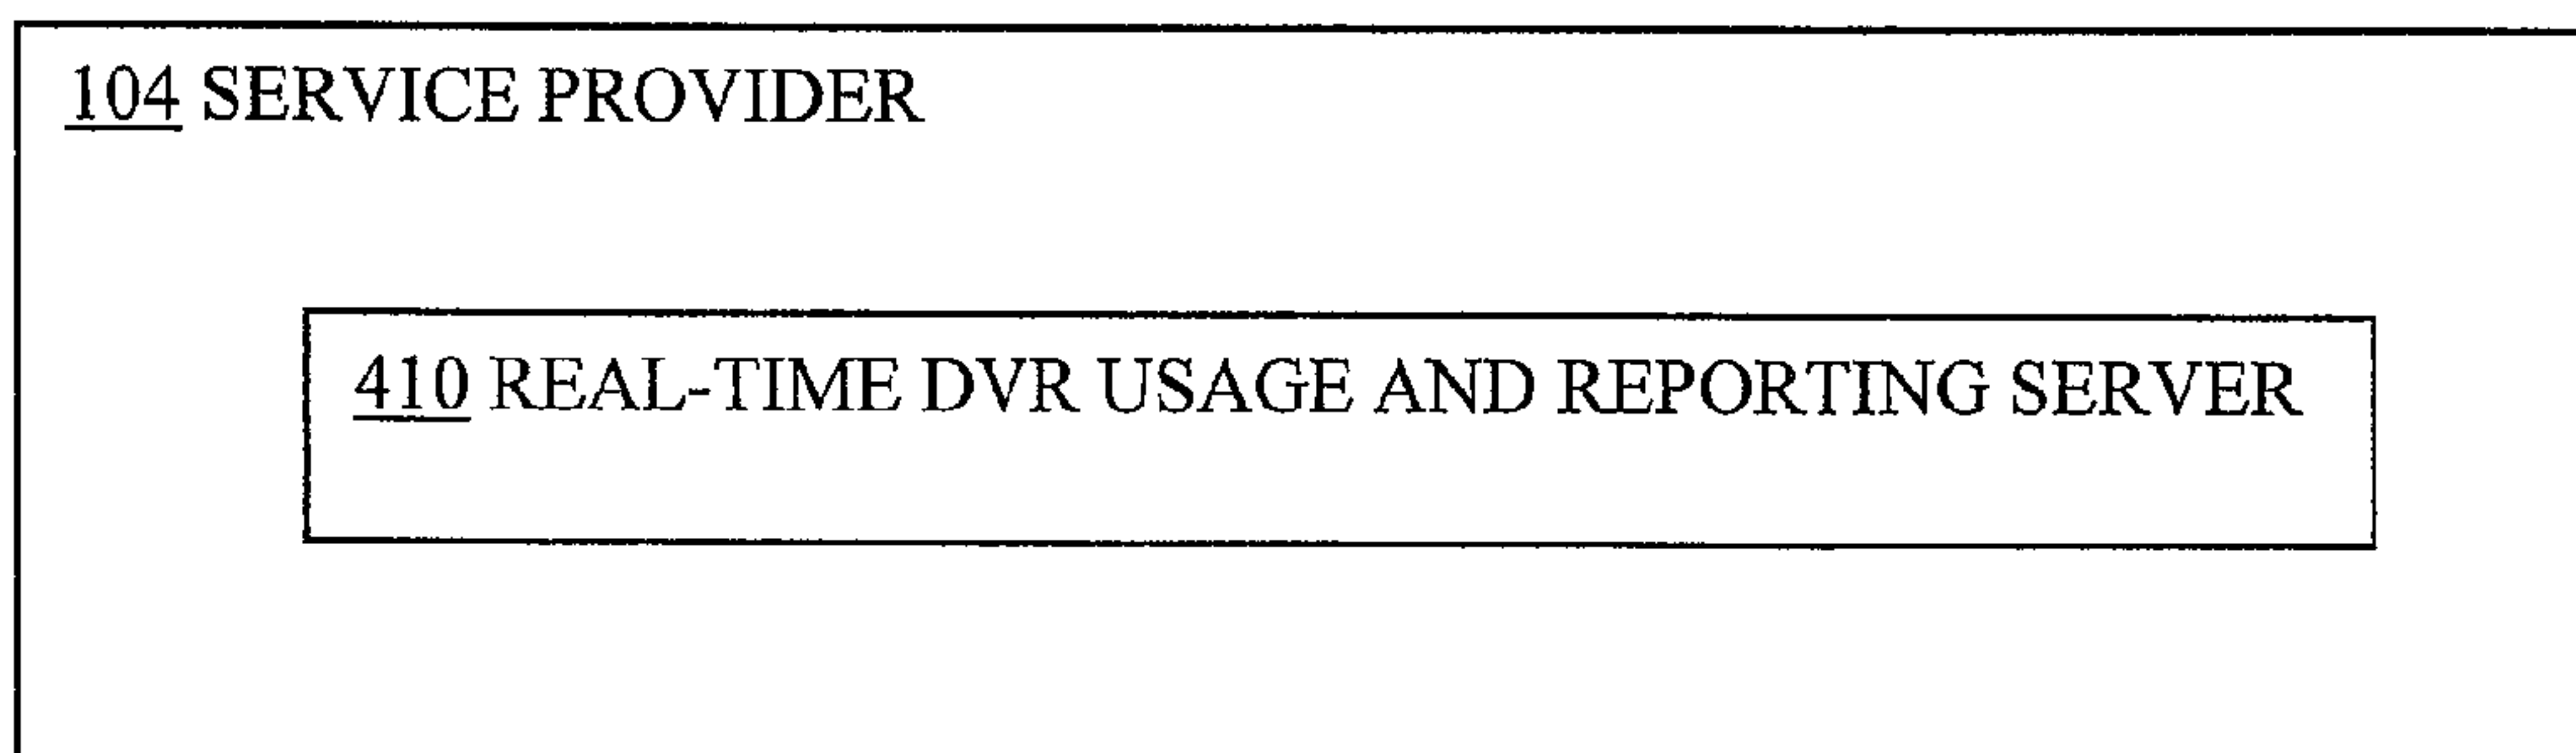 104 SERVICE PROVIDER
410 REAL-TIME DVR USAGE AND REPORTING SERVER